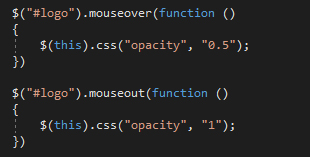 $("#logo").mouseover(function ()
{
    $(this).css("opacity", "0.5");
})

$("#logo").mouseout(function ()
{
    $(this).css("opacity", "1");
})